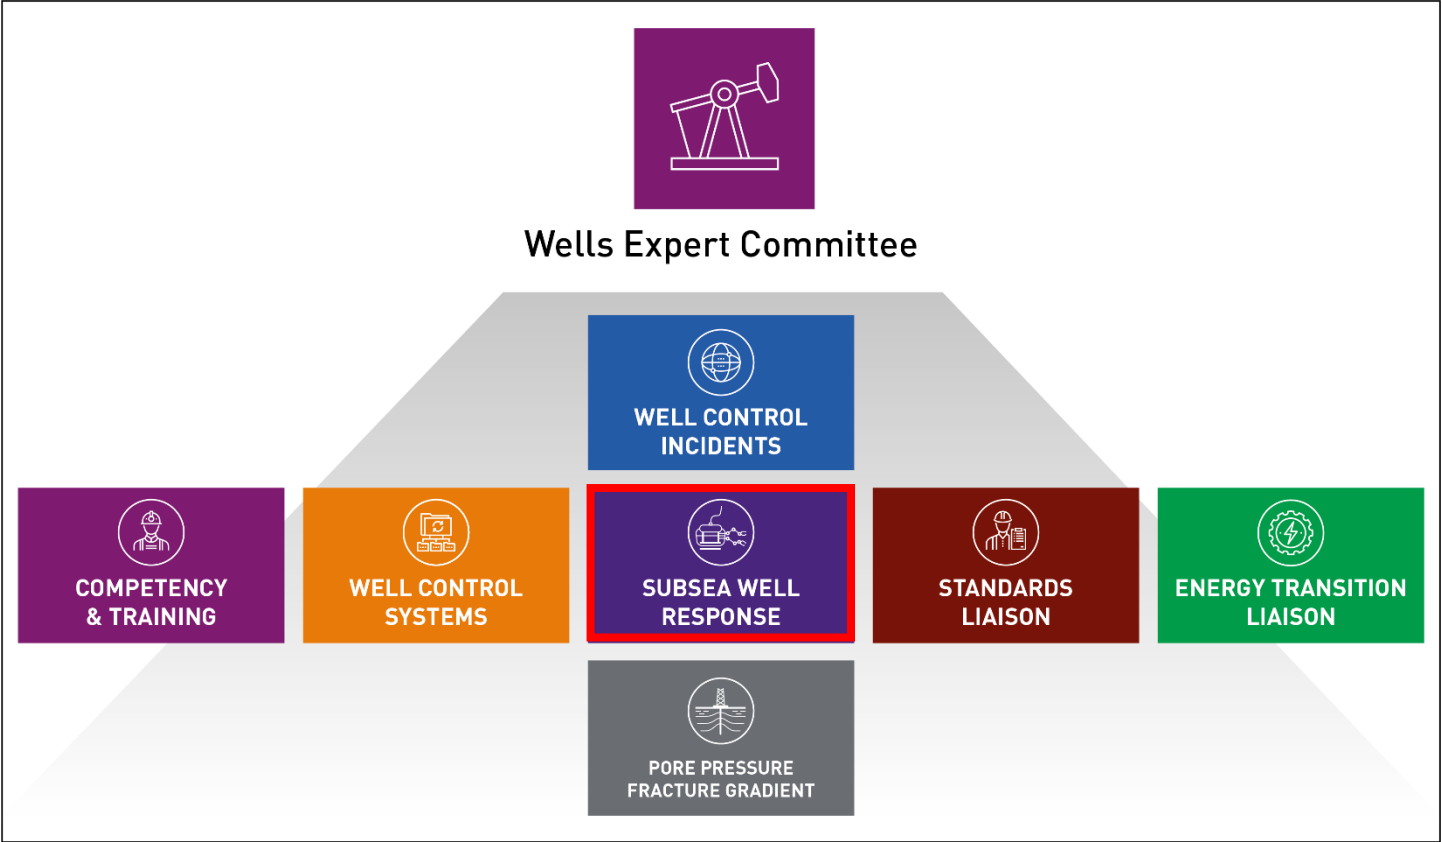 Wells Expert Committee
WELL CONTROL
INCIDENTS
COMPETENCY
& TRAINING
WELL CONTROL
SYSTEMS
SUBSEA WELL
RESPONSE
STANDARDS
LIAISON
ENERGY TRANSITION
LIAISON
PORE PRESSURE
FRACTURE GRADIENT